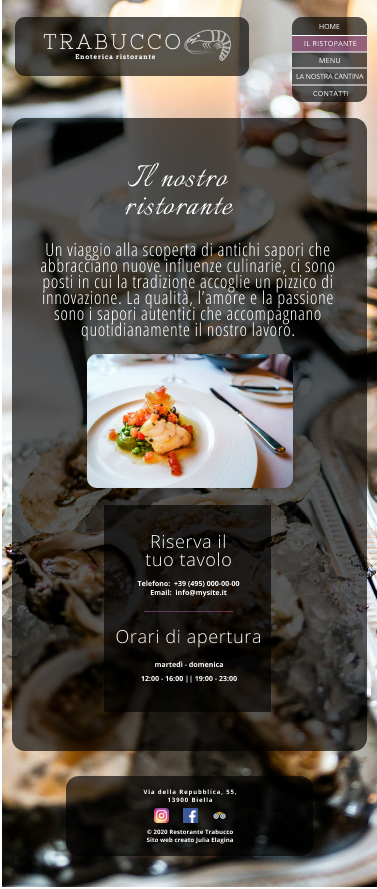 TRABUCCO
Enoterica ristorante
HOME
IL RISTOPANTE
MENU
LA NOSTRA CANTINA
CONTATTI
Il nostro
ristorante
Un viaggio alla scoperta di antichi sapori che
abbracciano nuove influenze culinarie, ci sono
posti in cui la tradizione accoglie un pizzico di
innovazione. La qualità, l'amore e la passione
sono i sapori autentici che accompagnano
quotidianamente il nostro lavoro.
Riserva il
tuo tavolo
Telefono: +39 (495) 000-00-00
Email: info@mysite.it
Orari di apertura
martedì - domenica
12:00 - 16:00 || 19:00 - 23:00
Via della Repubblica, 55,
13900 Biella
© 2020 Restorante Trabucco
Sito web creato Julia Elagina